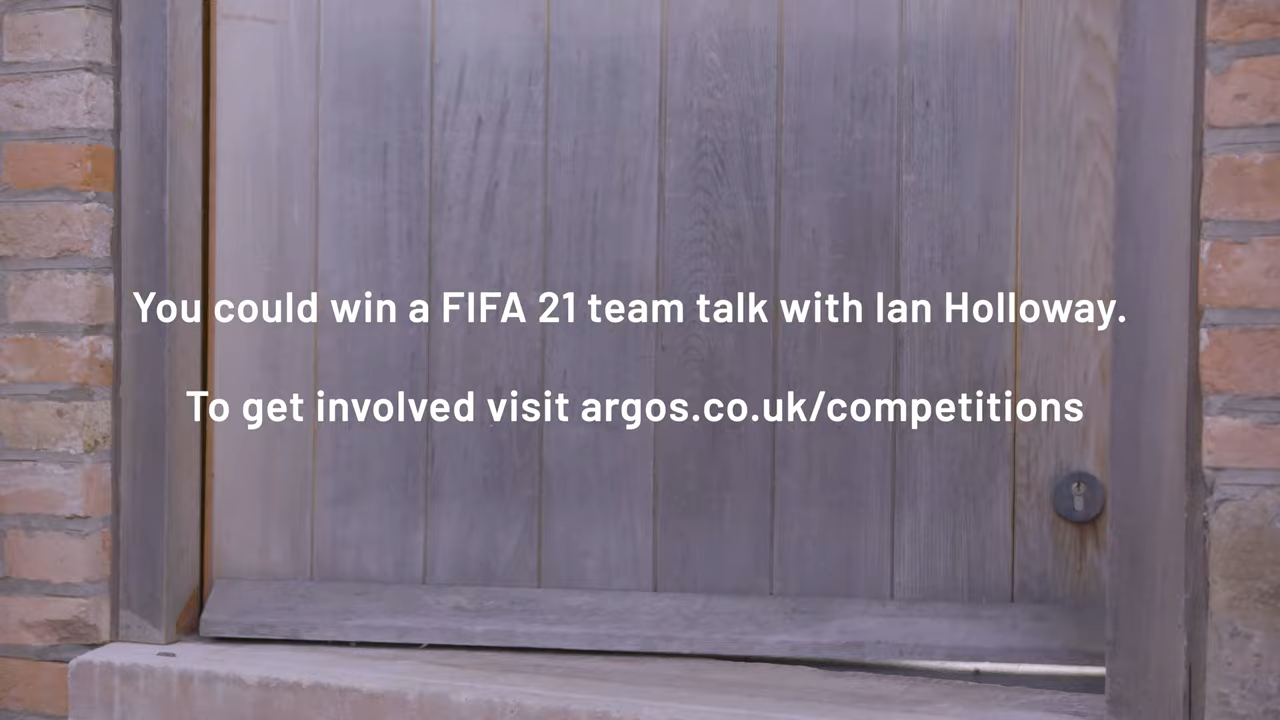 You could win a FIFA 21 team talk with Ian Holloway.
To get involved visit argos.co.uk/competitions